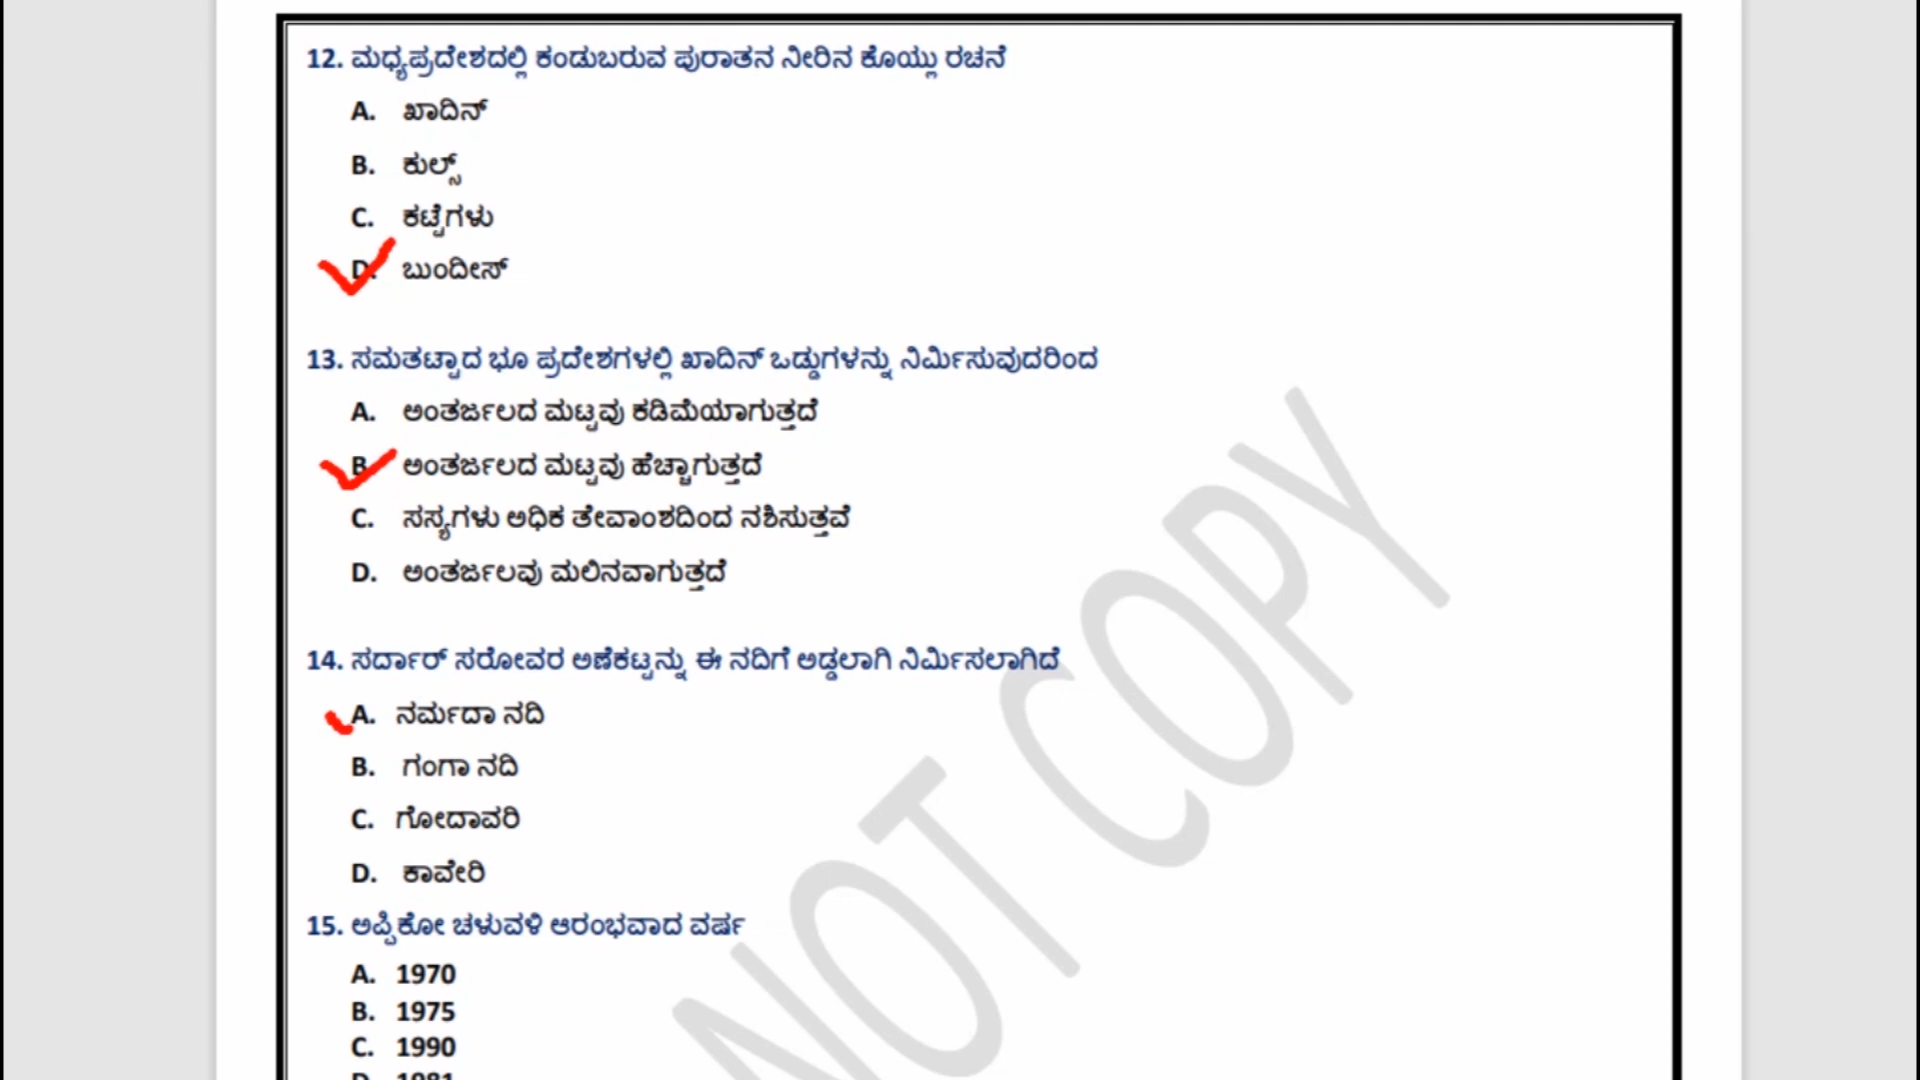 12. ಮಧ್ಯಪ್ರದೇಶದಲ್ಲಿ ಕಂಡುಬರುವ ಪುರಾತನ ನೀರಿನ ಕೊಯ್ಲು ರಚನೆ
A. ಖಾದಿನ್
B. ಕುಲ್ಸ್
C. ಕಟ್ಟೆಗಳು
D. ಬುಂದೀಸ್
13. ಸಮತಟ್ಟಾದ ಭೂ ಪ್ರದೇಶಗಳಲ್ಲಿ ಖಾದಿನ್ ಒಡ್ಡುಗಳನ್ನು ನಿರ್ಮಿಸುವುದರಿಂದ
A. ಅಂತರ್ಜಲದ ಮಟ್ಟವು ಕಡಿಮೆಯಾಗುತ್ತದೆ
B. ಅಂತರ್ಜಲದ ಮಟ್ಟವು ಹೆಚ್ಚಾಗುತ್ತದೆ
C. ಸಸ್ಯಗಳು ಅಧಿಕ ತೇವಾಂಶದಿಂದ ನಶಿಸುತ್ತವೆ
D. ಅಂತರ್ಜಲವು ಮಲಿನವಾಗುತ್ತದೆ
14. ಸರ್ದಾರ್ ಸರೋವರ ಅಣೆಕಟ್ಟನ್ನು ಈ ನದಿಗೆ ಅಡ್ಡಲಾಗಿ ನಿರ್ಮಿಸಲಾಗಿದೆ
A. ನರ್ಮದಾ ನದಿ
B. ಗಂಗಾ ನದಿ
C. ಗೋದಾವರಿ
D. ಕಾವೇರಿ
15. ಅಪ್ಪಿಕೋ ಚಳುವಳಿ ಆರಂಭವಾದ ವರ್ಷ
A. 1970
B. 1975
C. 1990
D. 1981
NOT COPY